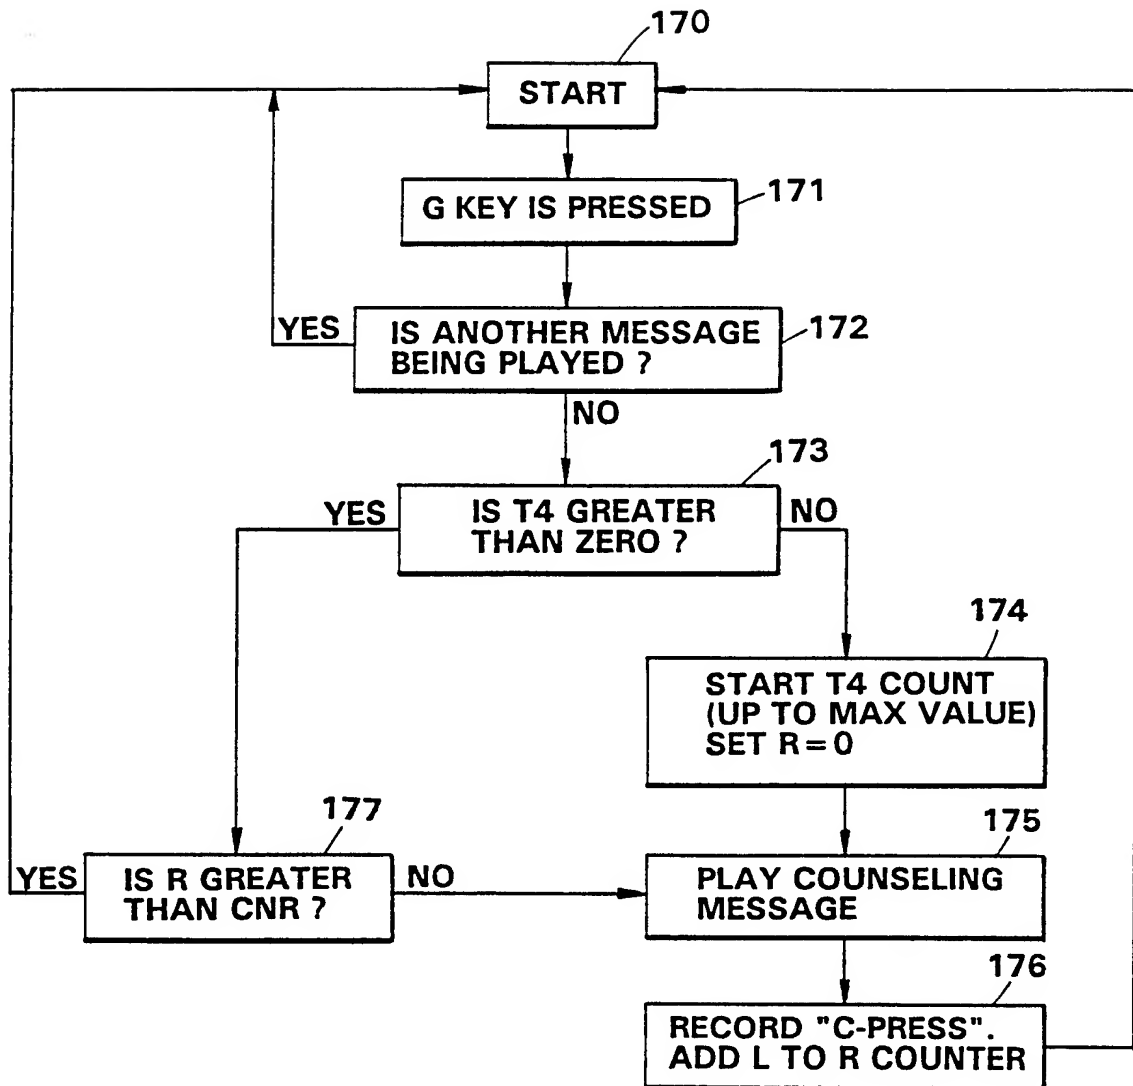 170
START
171
G KEY IS PRESSED
172
YES
IS ANOTHER MESSAGE
BEING PLAYED ?
NO
173
YES
IS T4 GREATER
THAN ZERO ?
NO
174
START T4 COUNT
(UP TO MAX VALUE)
SET R=0
177
175
YES
IS R GREATER
THAN CNR ?
NO
PLAY COUNSELING
MESSAGE
176
RECORD "C-PRESS".
ADD L TO R COUNTER